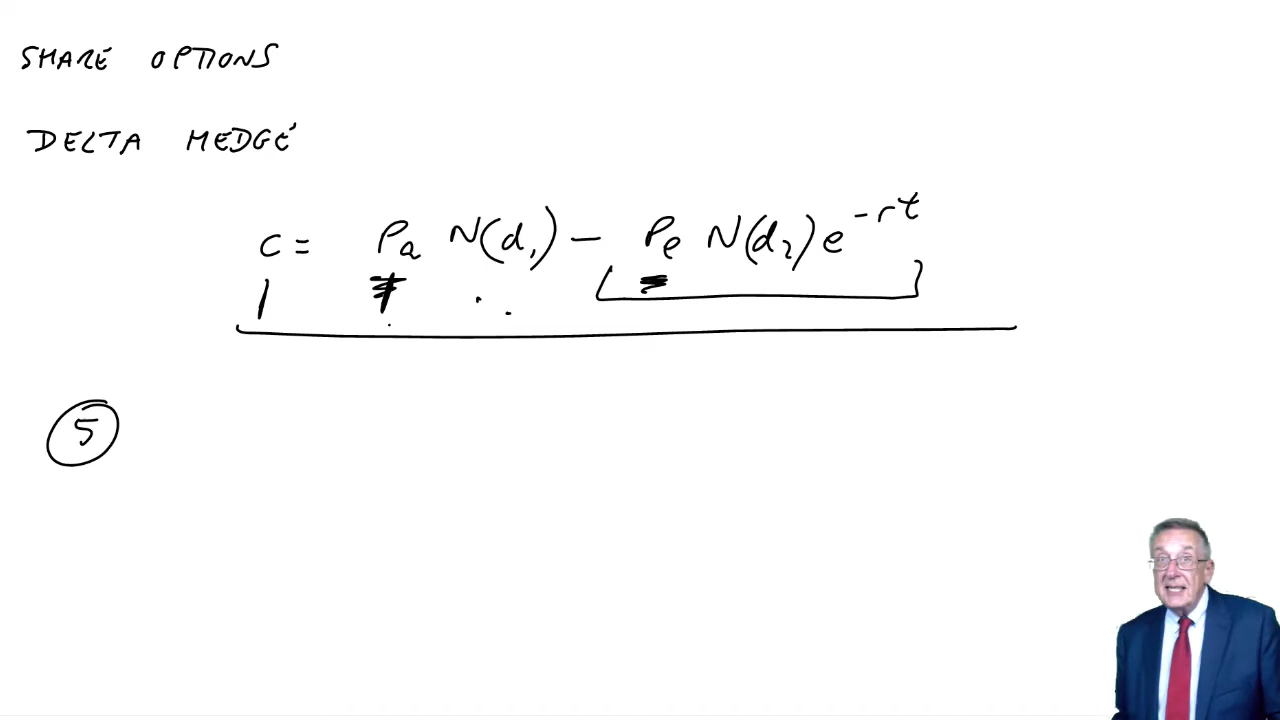 SHARE OPTIONS
DELTA HEDGE
c = Pa N(d1) - Pe N(d2) e^-rt
5